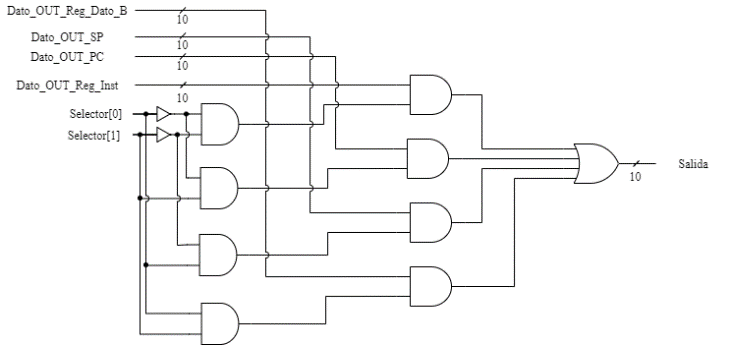 Dato_OUT_Reg_Dato_B
10
Dato_OUT_SP
10
Dato_OUT_PC
10
Dato_OUT_Reg_Inst
10
Selector[0]
Selector[1]
Salida
10